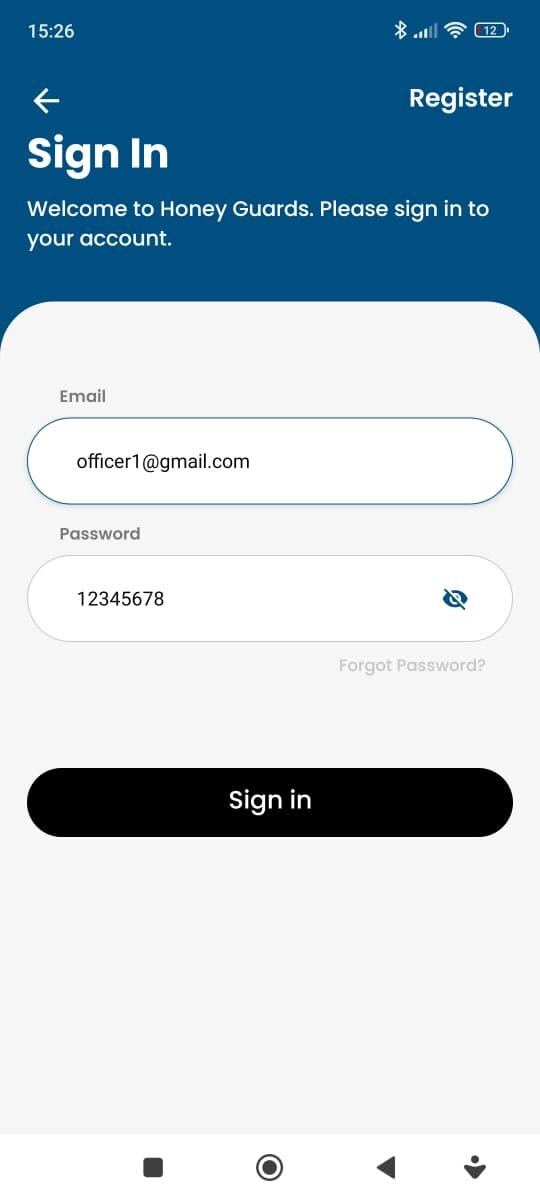 15:26
12
Register
Sign In
Welcome to Honey Guards. Please sign in to
your account.
Email
officer1@gmail.com
Password
12345678
Forgot Password?
Sign in